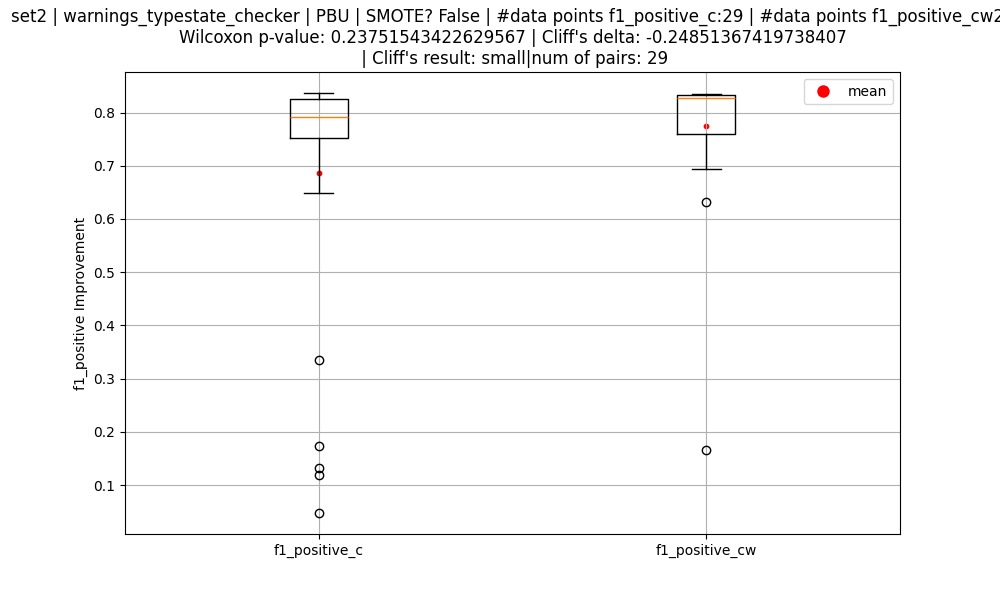 set2 | warnings_typestate_checker | PBU | SMOTE? False | #data points f1_positive_c:29 | #data points f1_positive_cw2
Wilcoxon p-value: 0.23751543422629567 | Cliff's delta: -0.24851367419738407
| Cliff's result: small|num of pairs: 29
mean
0.8
0.7
0.6
0.5
0.4
0.3
0.2
0.1
f1_positive Improvement
f1_positive_c
f1_positive_cw